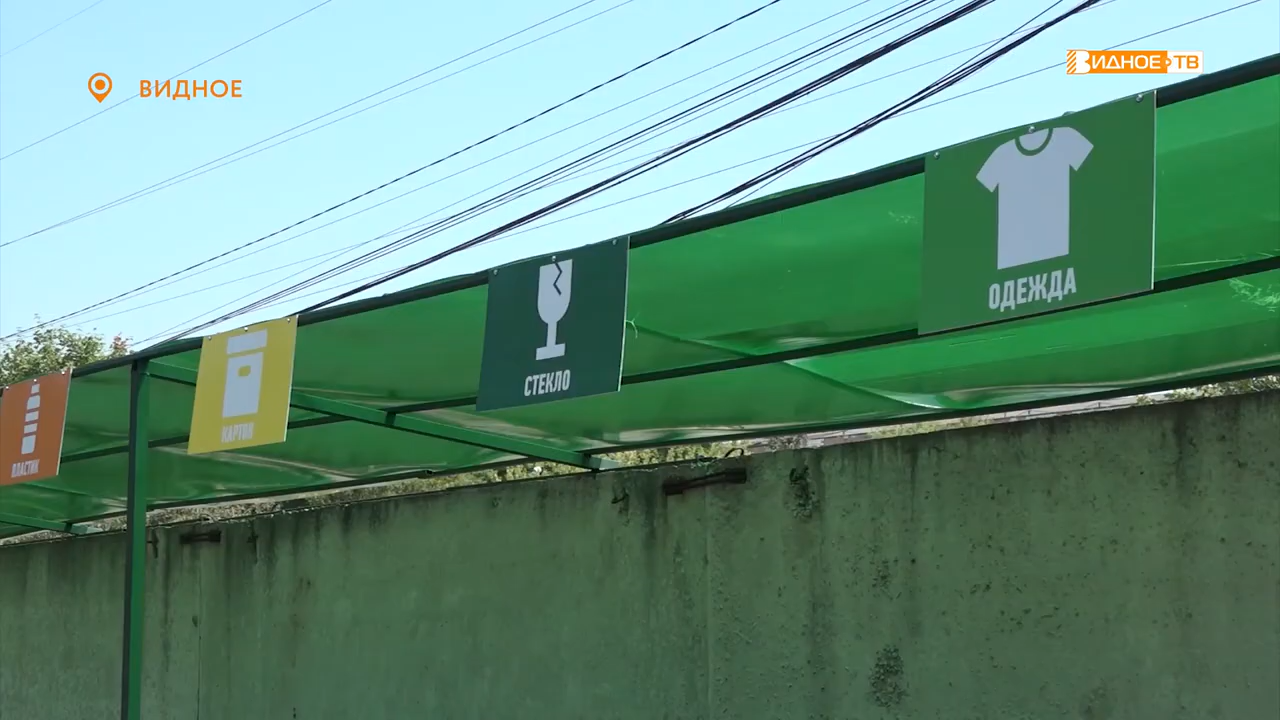 ВИДНОЕ
ВИДНОЕ ТВ
ОДЕЖДА
СТЕКЛО
КАРТОН
ПЛАСТИК